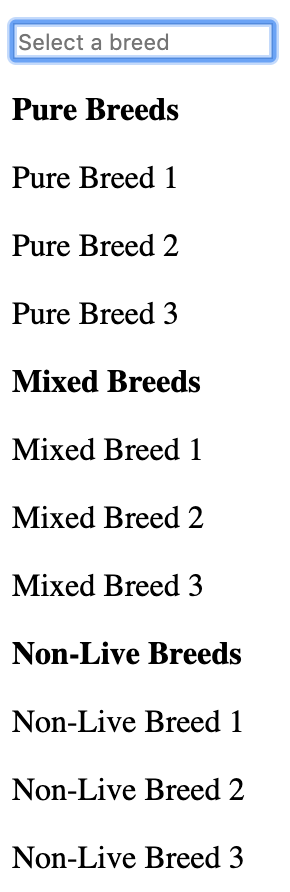 Select a breed
Pure Breeds
Pure Breed 1
Pure Breed 2
Pure Breed 3
Mixed Breeds
Mixed Breed 1
Mixed Breed 2
Mixed Breed 3
Non-Live Breeds
Non-Live Breed 1
Non-Live Breed 2
Non-Live Breed 3